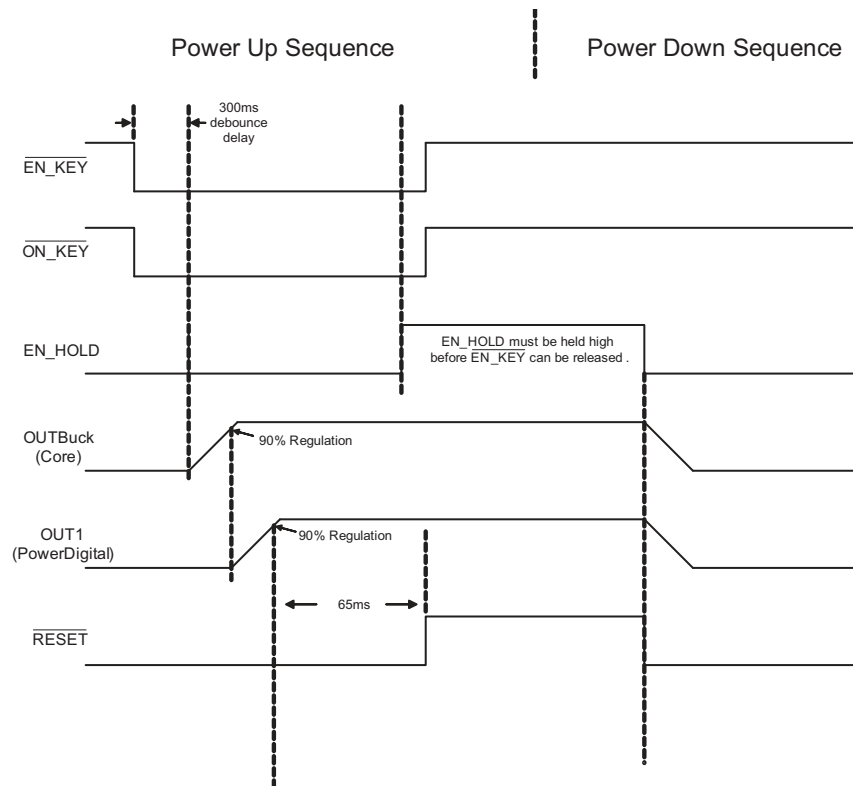 Power Up Sequence
Power Down Sequence
300ms
debounce
delay
EN_KEY
ON_KEY
EN_HOLD
EN_HOLD must be held high
before EN_KEY can be released .
OUTBuck
(Core)
90% Regulation
OUT1
(PowerDigital)
90% Regulation
65ms
RESET